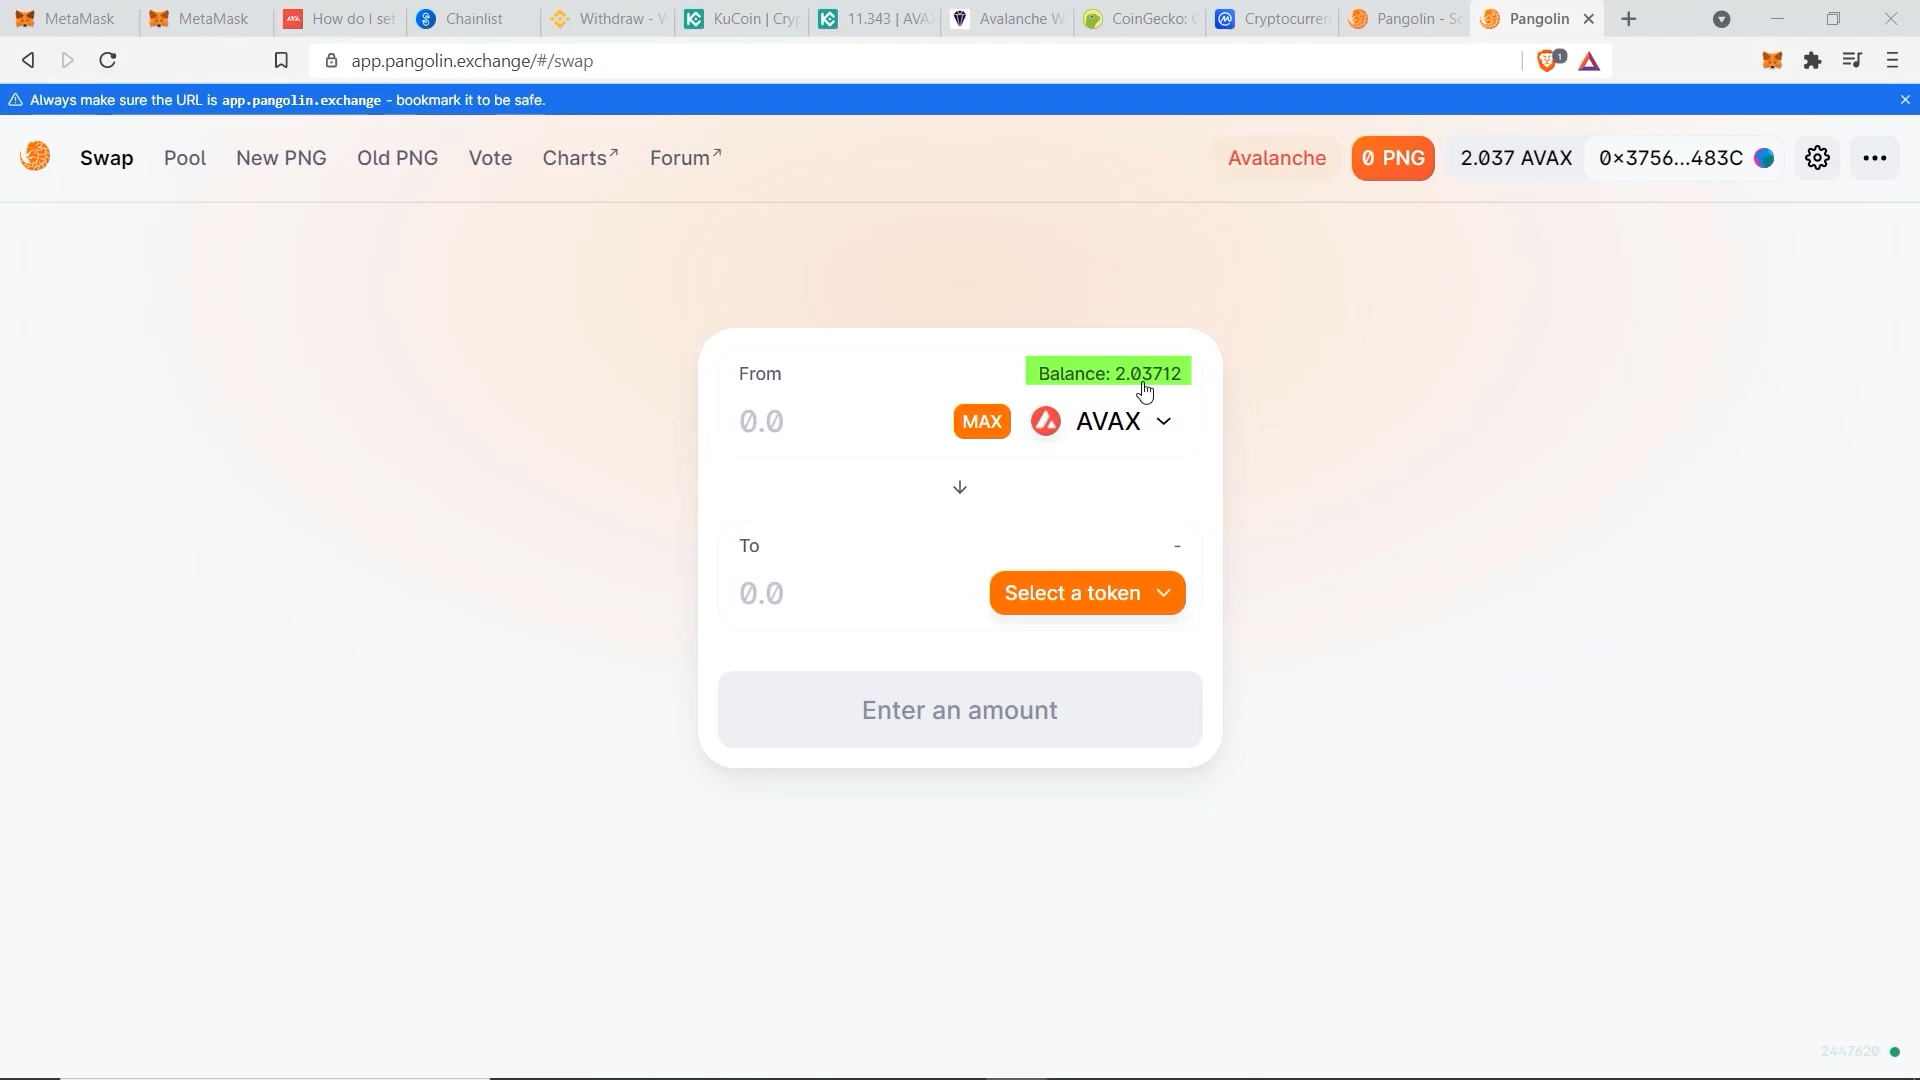 MetaMask
MetaMask
How do I set
Chainlist
Withdraw - W
KuCoin | Cryp
11.343 | AVAX
Avalanche W
CoinGecko: C
Cryptocurren
Pangolin - Sc
Pangolin
app.pangolin.exchange/#/swap
1
Always make sure the URL is app.pangolin.exchange - bookmark it to be safe.
Swap
Pool
New PNG
Old PNG
Vote
Charts↗
Forum↗
Avalanche
0 PNG
2.037 AVAX
0×3756...483C
From
Balance: 2.03712
0.0
MAX
AVAX
To
-
0.0
Select a token
Enter an amount
2447620